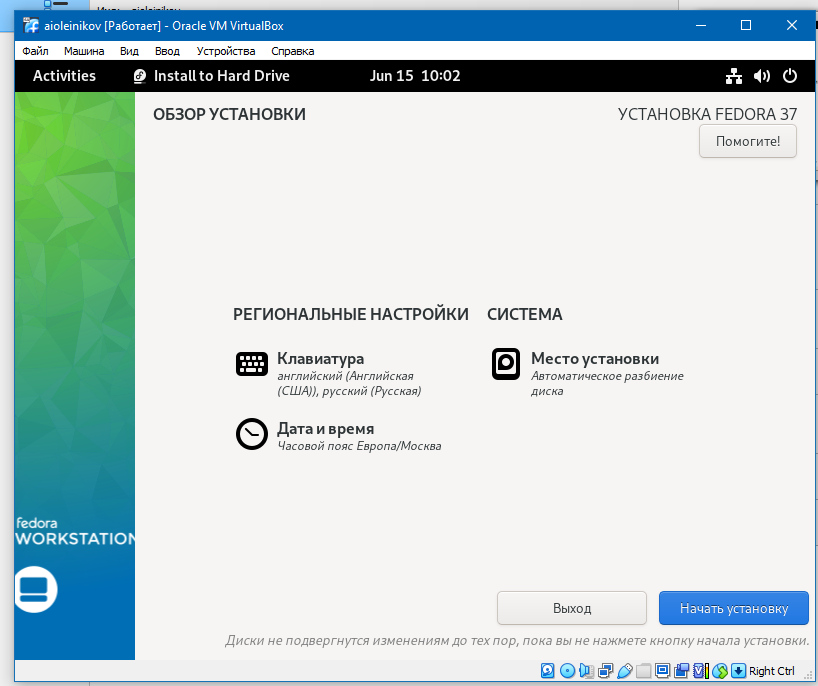 aioleinikov [Работает] - Oracle VM VirtualBox
Файл Машина Вид Ввод Устройства Справка
Activities Install to Hard Drive Jun 15 10:02
ОБЗОР УСТАНОВКИ
УСТАНОВКА FEDORA 37
Помогите!
РЕГИОНАЛЬНЫЕ НАСТРОЙКИ
Клавиатура
английский (Английская
(США)), русский (Русская)
Дата и время
Часовой пояс Европа/Москва
СИСТЕМА
Место установки
Автоматическое разбиение
диска
fedora
WORKSTATION
Выход
Начать установку
Диски не подвергнутся изменениям до тех пор, пока вы не нажмете кнопку начала установки.
Right Ctrl